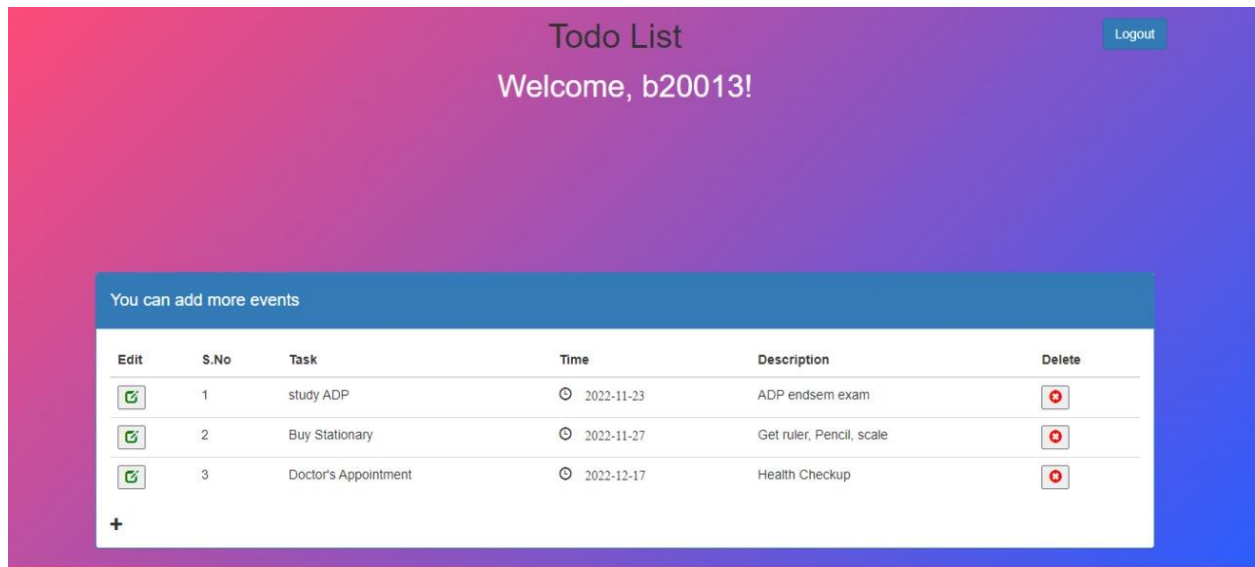 Todo List
Logout
Welcome, b20013!
You can add more events
Edit S.No Task Time Description Delete
1 study ADP 2022-11-23 ADP endsem exam
2 Buy Stationary 2022-11-27 Get ruler, Pencil, scale
3 Doctor's Appointment 2022-12-17 Health Checkup
+